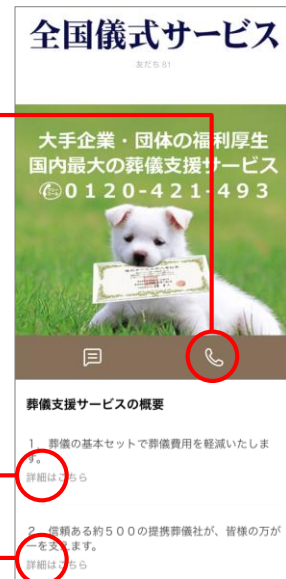 全国儀式サービス
友だち 81
大手企業・団体の福利厚生
国内最大の葬儀支援サービス
0120-421-493
葬儀支援サービスの概要
1．葬儀の基本セットで葬儀費用を軽減いたしま
す。
詳細はこちら
2．信頼ある約５００の提携葬儀社が、皆様の万が
一を支えます。
詳細はこちら